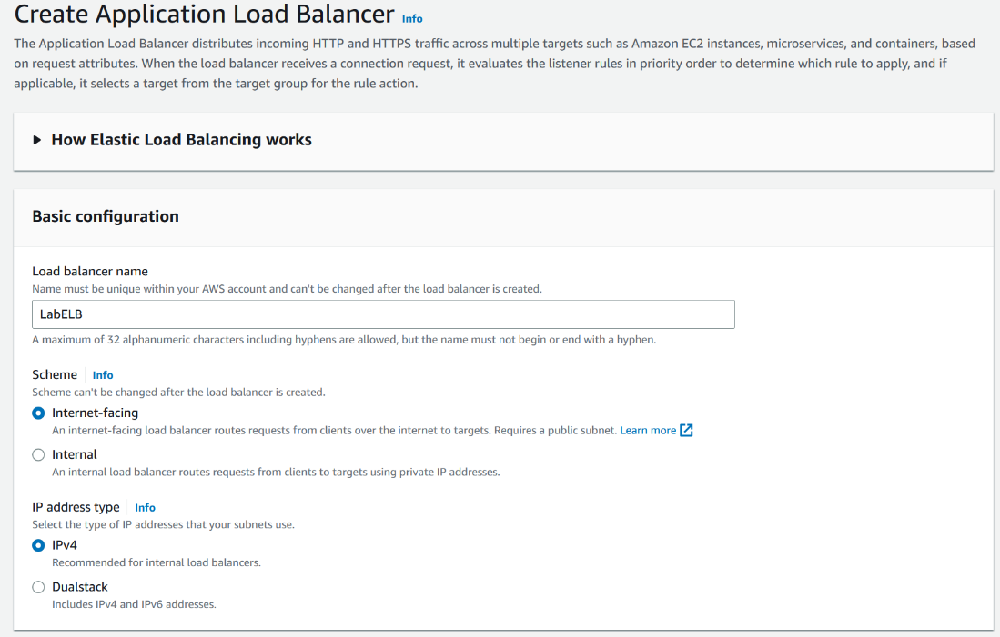 Create Application Load Balancer Info
The Application Load Balancer distributes incoming HTTP and HTTPS traffic across multiple targets such as Amazon EC2 instances, microservices, and containers, based
on request attributes. When the load balancer receives a connection request, it evaluates the listener rules in priority order to determine which rule to apply, and if
applicable, it selects a target from the target group for the rule action.
How Elastic Load Balancing works
Basic configuration
Load balancer name
Name must be unique within your AWS account and can't be changed after the load balancer is created.
LabELB
A maximum of 32 alphanumeric characters including hyphens are allowed, but the name must not begin or end with a hyphen.
Scheme Info
Scheme can't be changed after the load balancer is created.
Internet-facing
An internet-facing load balancer routes requests from clients over the internet to targets. Requires a public subnet. Learn more
Internal
An internal load balancer routes requests from clients to targets using private IP addresses.
IP address type Info
Select the type of IP addresses that your subnets use.
IPv4
Recommended for internal load balancers.
Dualstack
Includes IPv4 and IPv6 addresses.